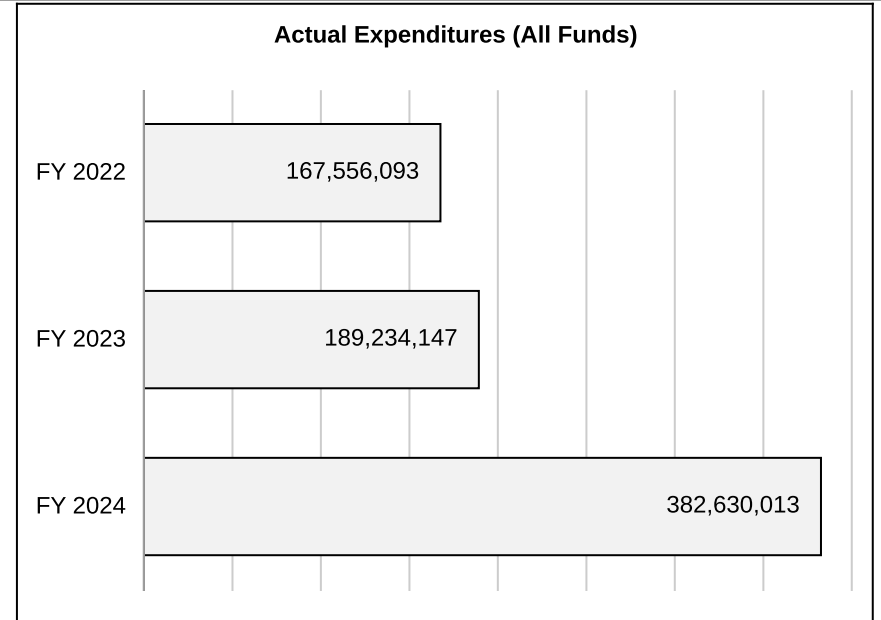 Actual Expenditures (All Funds)
FY 2022
167,556,093
FY 2023
189,234,147
FY 2024
382,630,013